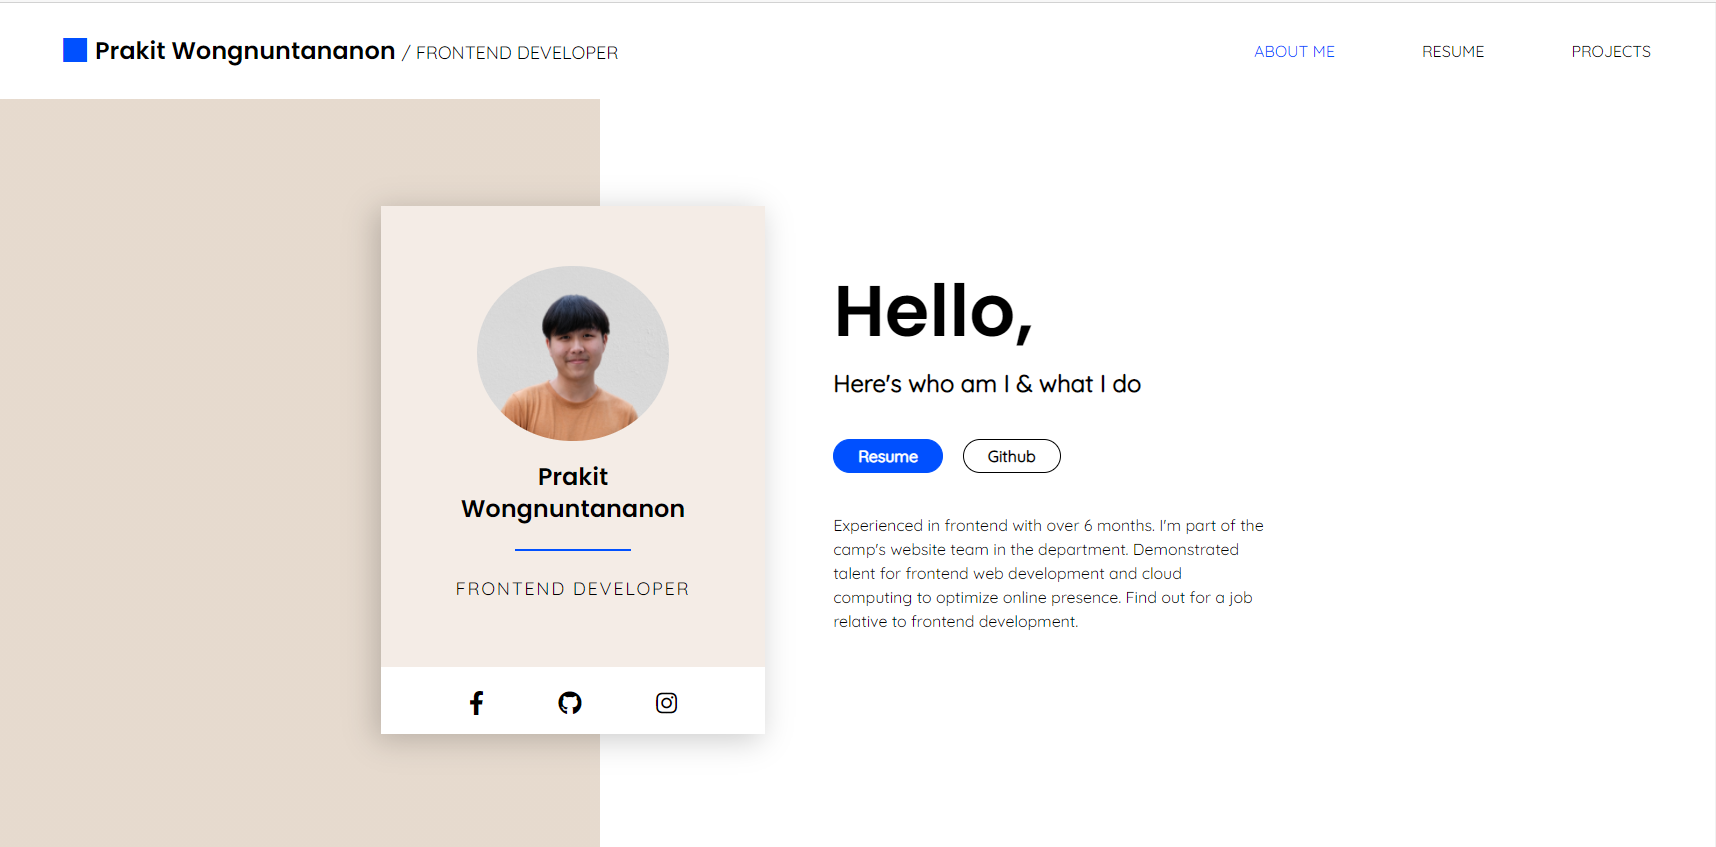 Prakit Wongnuntananon / FRONTEND DEVELOPER
ABOUT ME
RESUME
PROJECTS
Prakit
Wongnuntananon
FRONTEND DEVELOPER
Hello,
Here's who am I & what I do
Resume
Github
Experienced in frontend with over 6 months. I'm part of the
camp's website team in the department. Demonstrated
talent for frontend web development and cloud
computing to optimize online presence. Find out for a job
relative to frontend development.